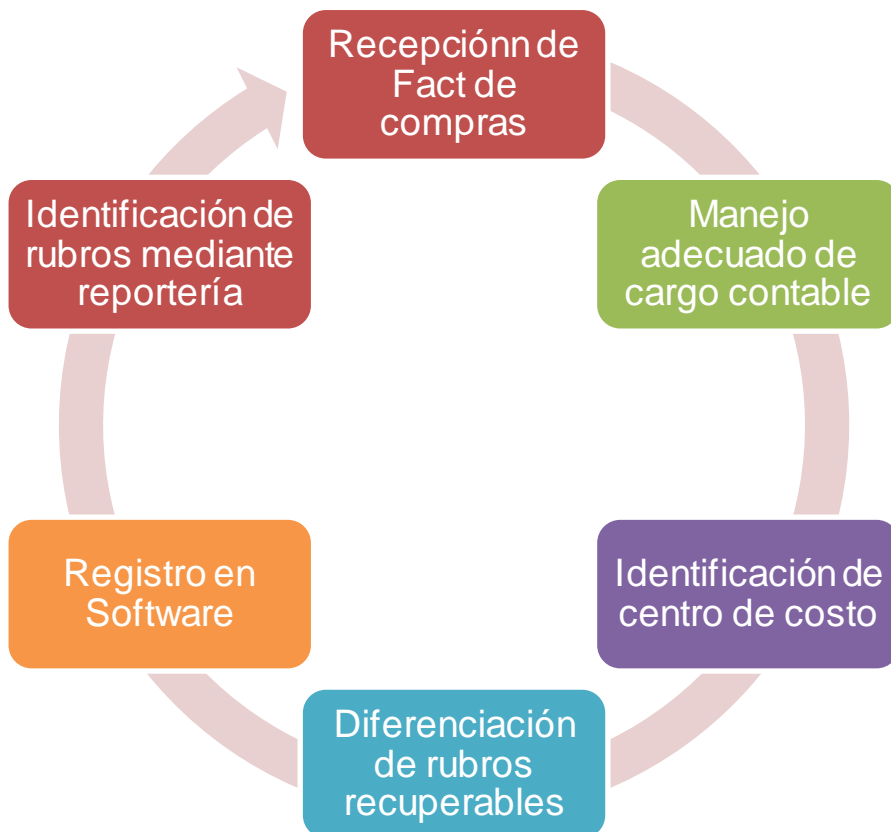 Recepciónn de
Fact de
compras
Manejo
adecuado de
cargo contable
Identificación de
centro de costo
Diferenciación
de rubros
recuperables
Registro en
Software
Identificación de
rubros mediante
reportería